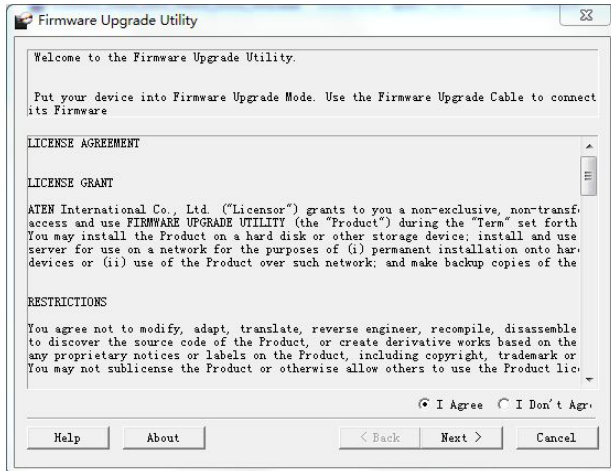 Firmware Upgrade Utility
Welcome to the Firmware Upgrade Utility.
Put your device into Firmware Upgrade Mode. Use the Firmware Upgrade Cable to connect
its Firmware
LICENSE AGREEMENT
LICENSE GRANT
ATEN International Co., Ltd. ("Licensor") grants to you a non-exclusive, non-transf
access and use FIRMWARE UPGRADE UTILITY (the "Product") during the "Term" set forth
You may install the Product on a hard disk or other storage device; install and use
server for use on a network for the purposes of (i) permanent installation onto har
devices or (ii) use of the Product over such network; and make backup copies of the
RESTRICTIONS
You agree not to modify, adapt, translate, reverse engineer, recompile, disassemble
to discover the source code of the Product, or create derivative works based on the
any proprietary notices or labels on the Product, including copyright, trademark or
You may not sublicense the Product or otherwise allow others to use the Product lic
I Agree I Don't Agr
Help About < Back Next > Cancel